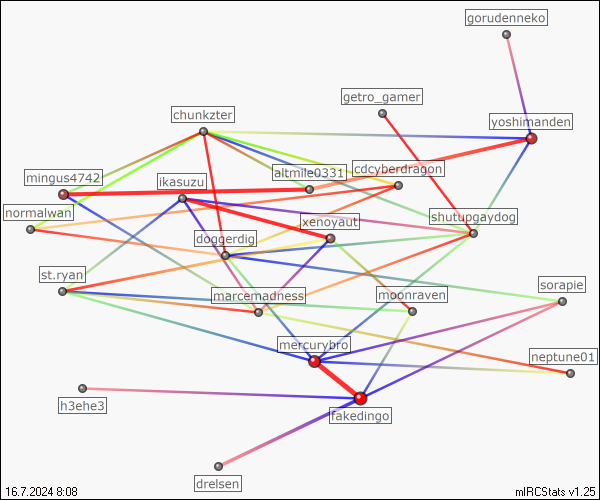 gorudenneko
getro_gamer
chunkzter
yoshimanden
altmile0331
cdcyberdragon
mingus4742
ikasuzu
normalwan
xenoyaut
shutupgaydog
doggerdig
st.ryan
sorapie
marcemadness
moonraven
mercurybro
neptune01
h3ehe3
fakedingo
drelsen
16.7.2024 8:08
mIRCStats v1.25